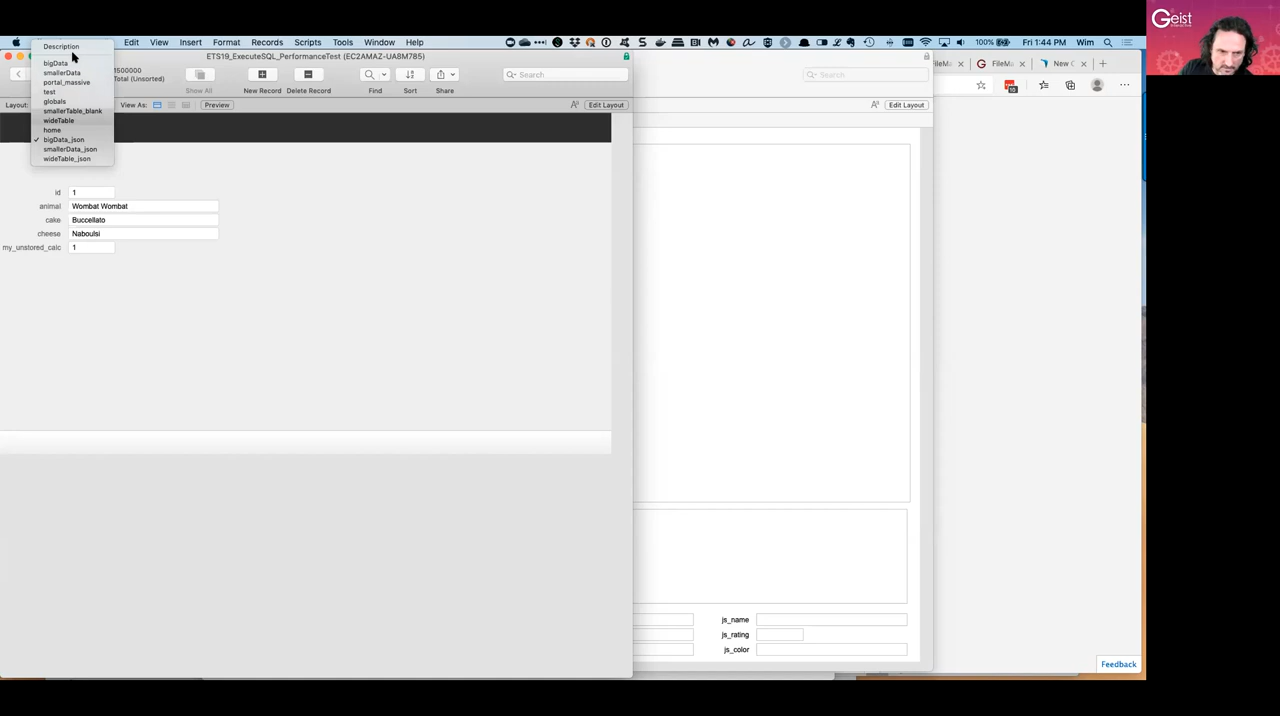 Edit View Insert Format Records Scripts Tools Window Help
100% Fri 1:44 PM Wim
Description
bigData
smallerData
portal_massive
test
globals
smallerTable_blank
wideTable
home
bigData_json
smallerData_json
wideTable_json
ETS19_ExecuteSQL_PerformanceTest (EC2AMAZ-UA8M785)
1500000
Total (Unsorted)
Show All
New Record
Delete Record
Find
Sort
Share
Search
Layout:
View As:
Preview
Edit Layout
id 1
animal Wombat Wombat
cake Buccellato
cheese Naboulsi
my_unstored_calc 1
Search
Edit Layout
js_name
js_rating
js_color
FileMa
New C
Feedback
Geist
Interactive